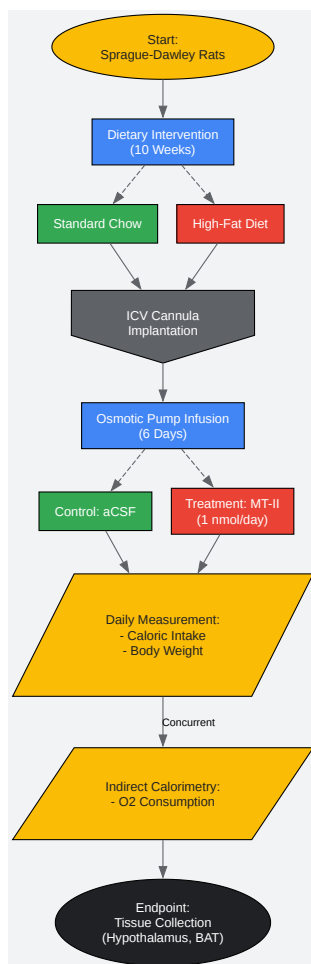 Start:
Sprague-Dawley Rats
Dietary Intervention
(10 Weeks)
Standard Chow
High-Fat Diet
ICV Cannula
Implantation
Osmotic Pump Infusion
(6 Days)
Control: aCSF
Treatment: MT-II
(1 nmol/day)
Daily Measurement:
- Caloric Intake
- Body Weight
Concurrent
Indirect Calorimetry:
- O2 Consumption
Endpoint:
Tissue Collection
(Hypothalamus, BAT)